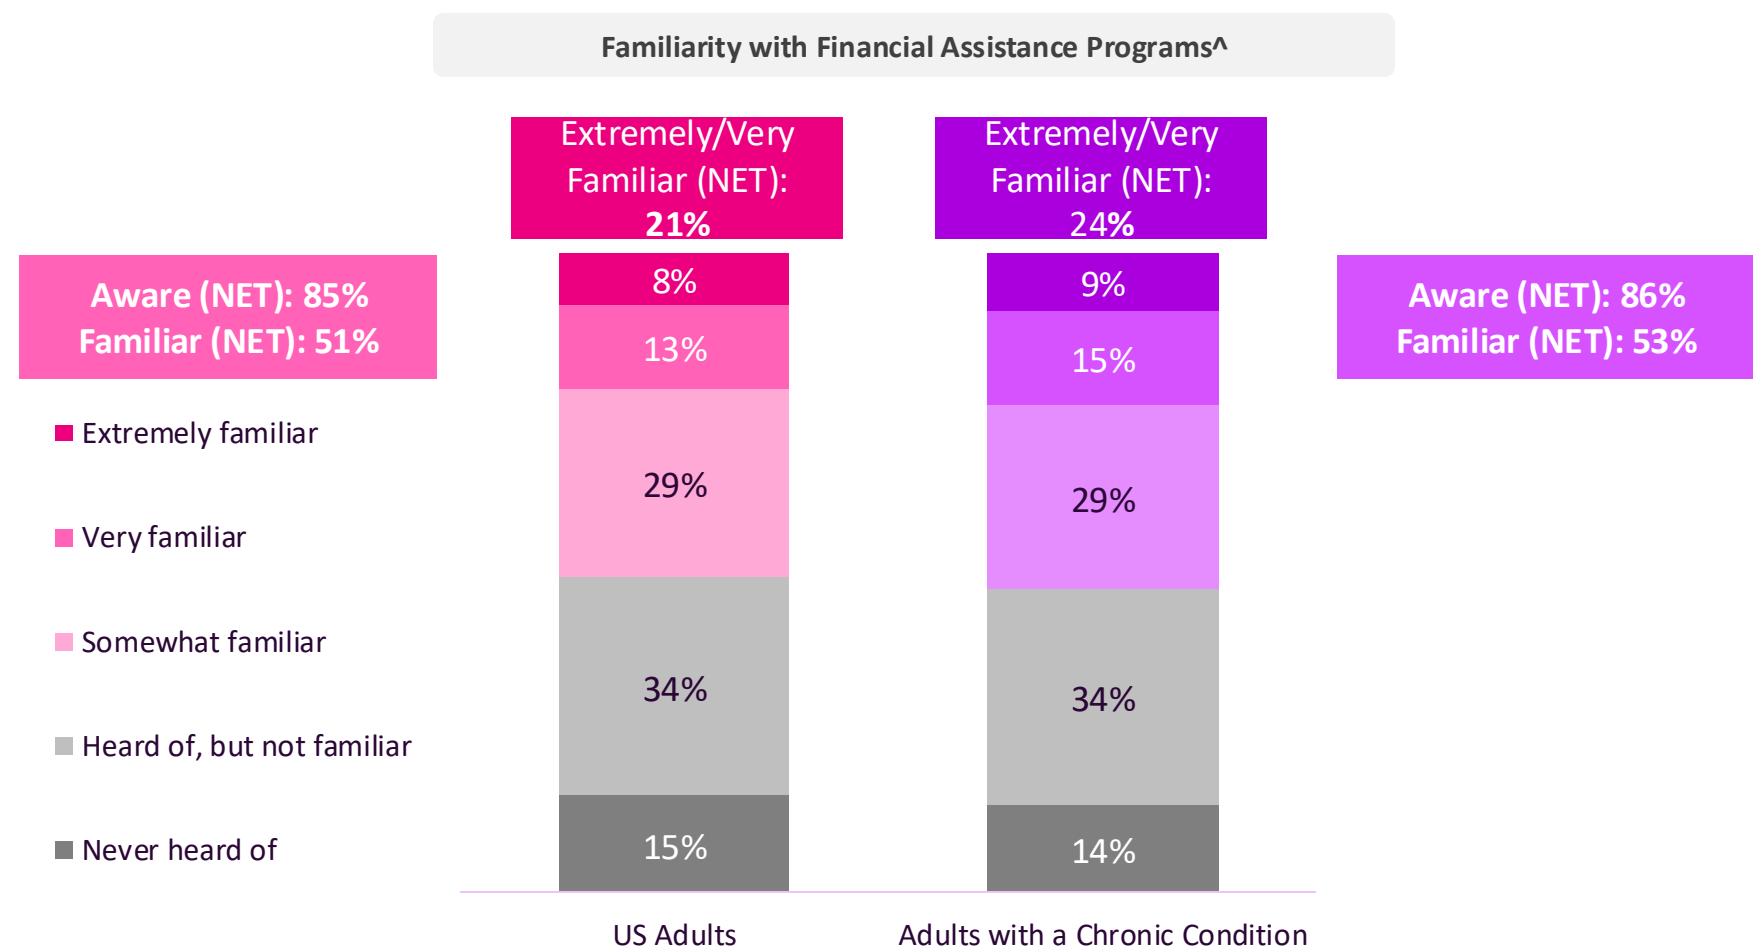 Familiarity with Financial Assistance Programs^
Extremely/Very
Familiar (NET):
21%
Extremely/Very
Familiar (NET):
24%
Aware (NET): 85%
Familiar (NET): 51%
Aware (NET): 86%
Familiar (NET): 53%
Extremely familiar
Very familiar
Somewhat familiar
Heard of, but not familiar
Never heard of
8%
13%
29%
34%
15%
9%
15%
29%
34%
14%
US Adults
Adults with a Chronic Condition